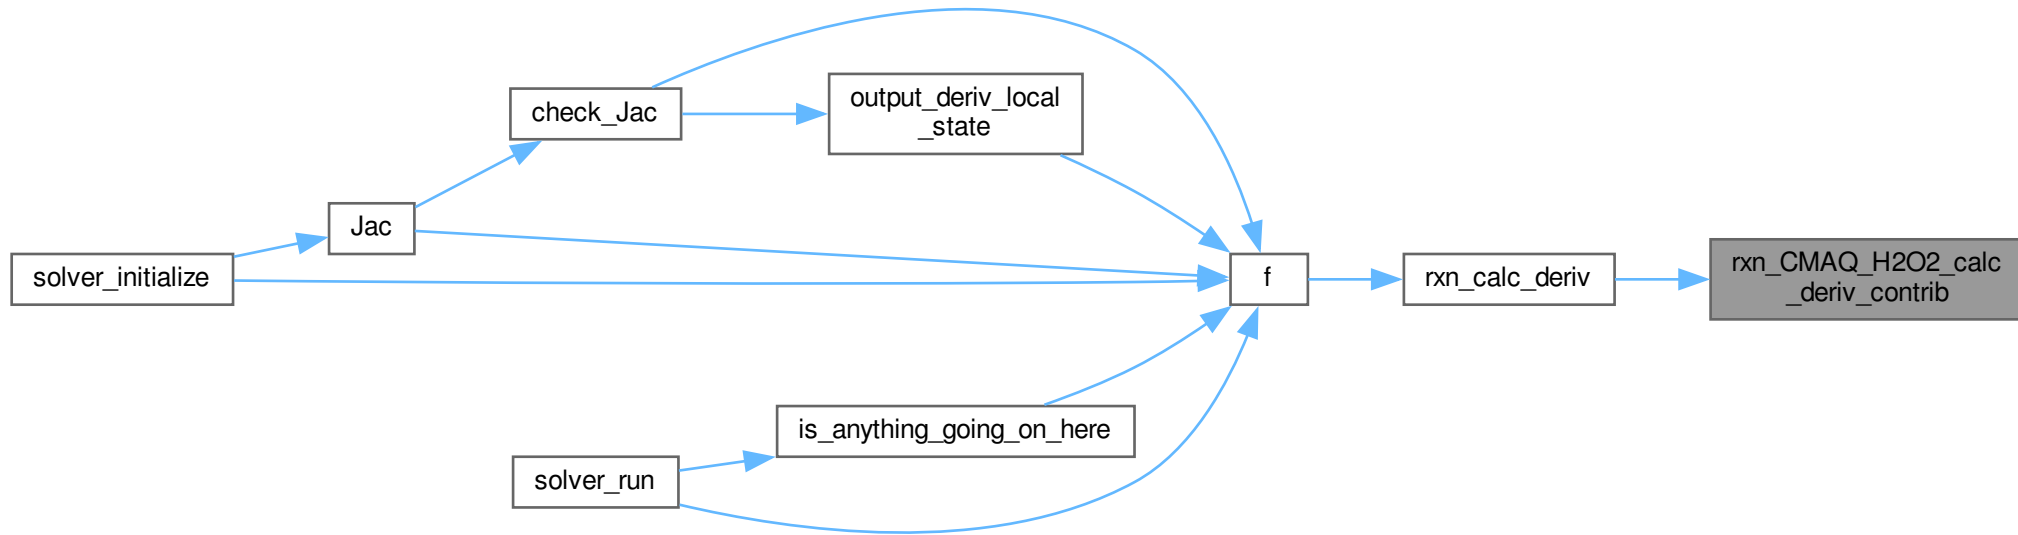 check_Jac
output_deriv_local
_state
Jac
solver_initialize
f
rxn_calc_deriv
rxn_CMAQ_H2O2_calc
_deriv_contrib
is_anything_going_on_here
solver_run